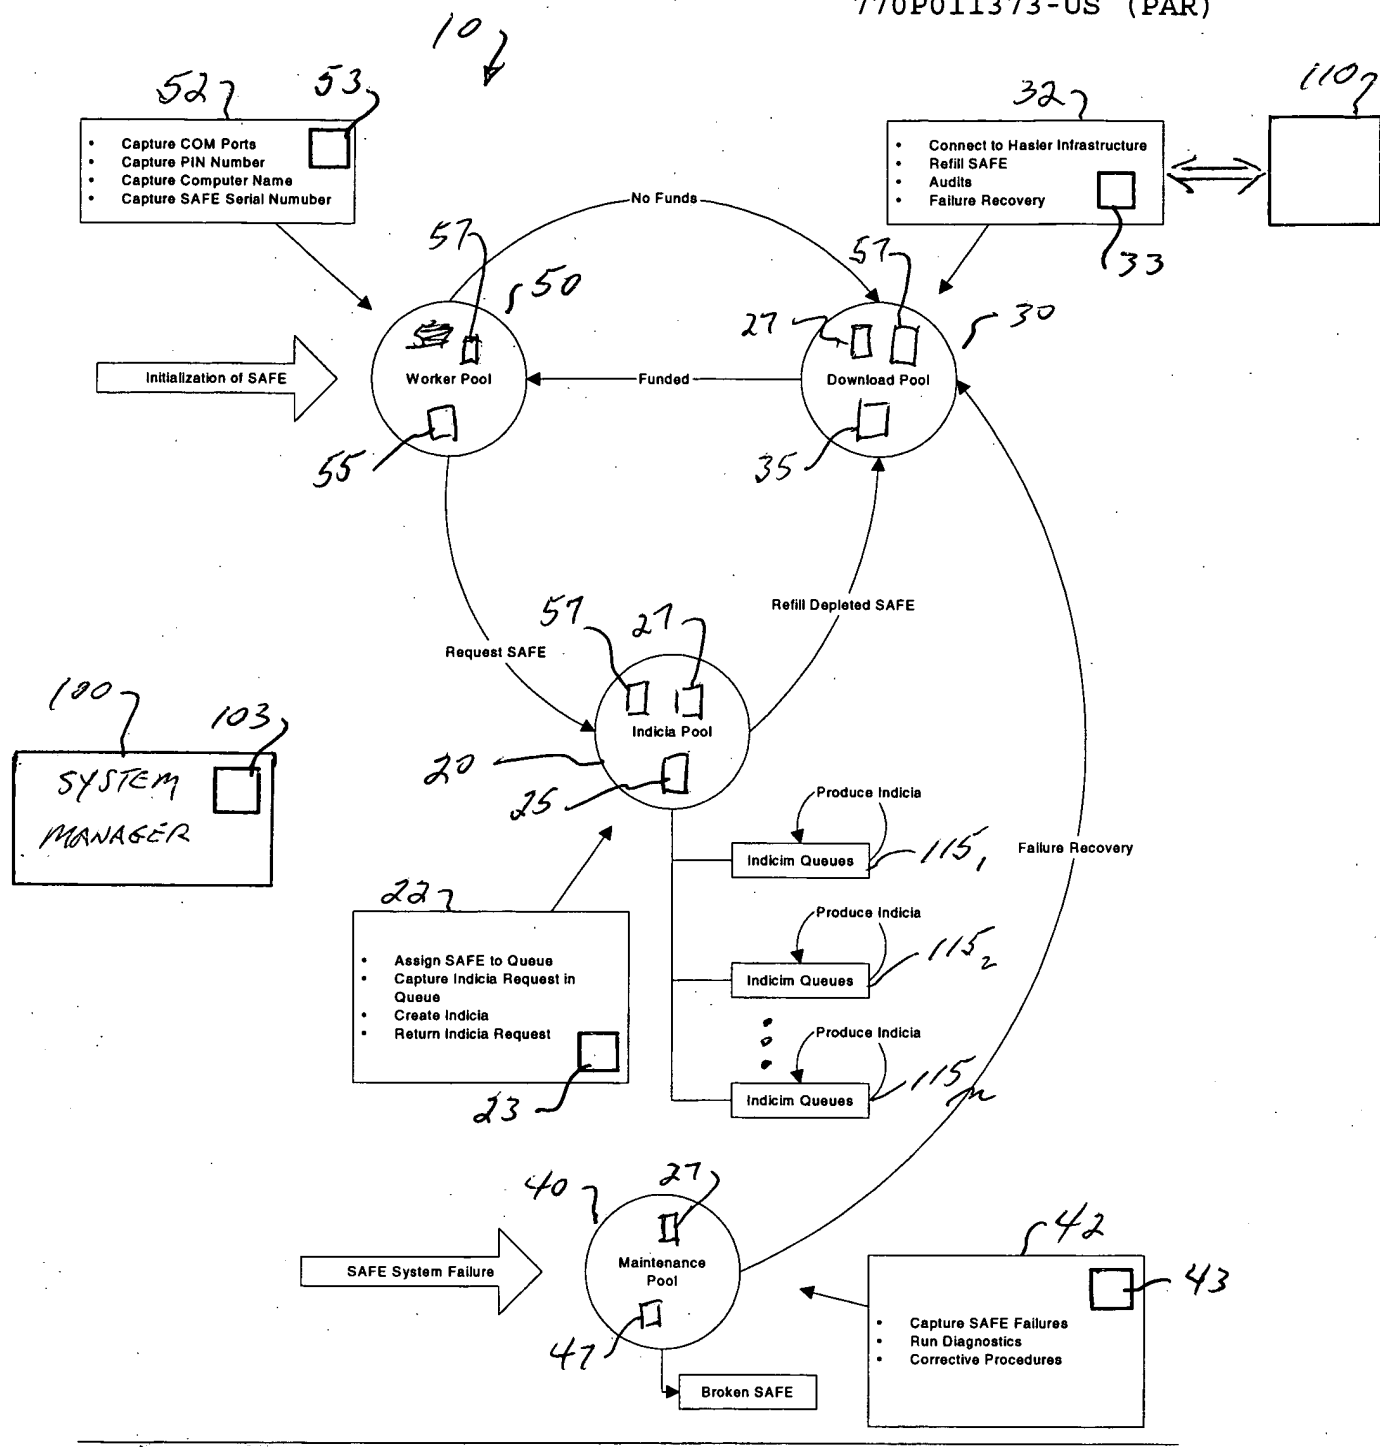 770P011373-US (PAR)
10
52
53
32
110
• Capture COM Ports
• Capture PIN Number
• Capture Computer Name
• Capture SAFE Serial Numuber
• Connect to Hasler Infrastructure
• Refill SAFE
• Audits
• Failure Recovery
33
No Funds
57
50
57
27
30
Initialization of SAFE
Worker Pool
Funded
Download Pool
55
35
Refill Depleted SAFE
57
27
Request SAFE
100
103
SYSTEM
MANAGER
Indicia Pool
20
25
Produce Indicia
Indicim Queues
115₁
Failure Recovery
22
• Assign SAFE to Queue
• Capture Indicia Request in
Queue
• Create Indicia
• Return Indicia Request
23
Produce Indicia
Indicim Queues
115₂
Produce Indicia
Indicim Queues
115ₙ
40
27
SAFE System Failure
Maintenance
Pool
47
Broken SAFE
42
43
• Capture SAFE Failures
• Run Diagnostics
• Corrective Procedures